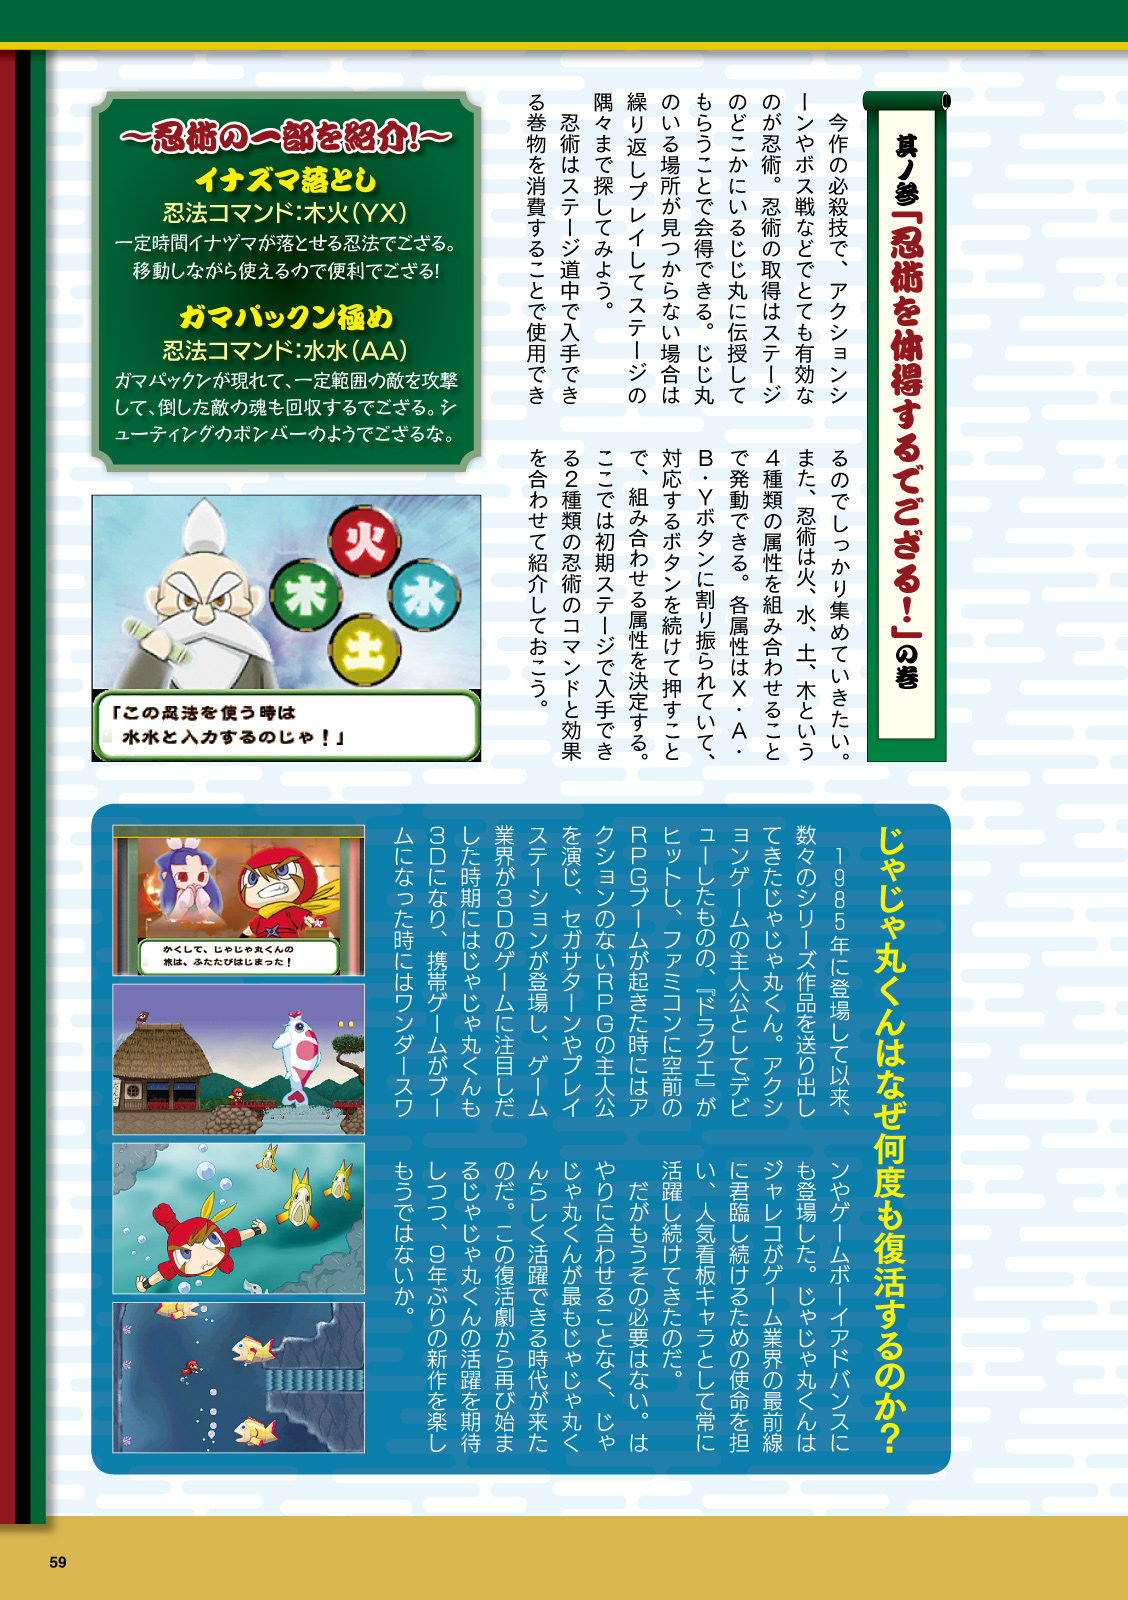 其ノ参「忍術を体得するでござる！」の巻
今作の必殺技で、アクションシ
ーンやボス戦などでとても有効な
のが忍術。忍術の取得はステージ
のどこかにいるじじ丸に伝授して
もらうことで会得できる。じじ丸
のいる場所が見つからない場合は
繰り返しプレイしてステージの
隅々まで探してみよう。
忍術はステージ道中で入手でき
る巻物を消費することで使用でき
るのでしっかり集めていきたい。
また、忍術は火、水、土、木という
4種類の属性を組み合わせること
で発動できる。各属性はX・A・
B・Yボタンに割り振られていて、
対応するボタンを続けて押すこと
で、組み合わせる属性を決定する。
ここでは初期ステージで入手でき
る2種類の忍術のコマンドと効果
を合わせて紹介しておこう。
〜忍術の一部を紹介！〜
イナズマ落とし
忍法コマンド：木火（YX）
一定時間イナヅマが落とせる忍法でござる。
移動しながら使えるので便利でござる！
ガマパックン極め
忍法コマンド：水水（AA）
ガマパックンが現れて、一定範囲の敵を攻撃
して、倒した敵の魂も回収するでござる。シ
ューティングのボンバーのようでござるな。
火
木
水
土
「この忍法を使う時は
水水と入力するのじゃ！」
じゃじゃ丸くんはなぜ何度も復活するのか？
1985年に登場して以来、
数々のシリーズ作品を送り出し
てきたじゃじゃ丸くん。アクシ
ョンゲームの主人公としてデビ
ューしたものの、『ドラクエ』が
ヒットし、ファミコンに空前の
RPGブームが起きた時にはア
クションのないRPGの主人公
を演じ、セガサターンやプレイ
ステーションが登場し、ゲーム
業界が3Dのゲームに注目しだ
した時期にはじゃじゃ丸くんも
3Dになり、携帯ゲームがブー
ムになった時にはワンダースワ
ンやゲームボーイアドバンスに
も登場した。じゃじゃ丸くんは
ジャレコがゲーム業界の最前線
に君臨し続けるための使命を担
い、人気看板キャラとして常に
活躍し続けてきたのだ。
だがもうその必要はない。は
やりに合わせることなく、じゃ
じゃ丸くんが最もじゃじゃ丸く
んらしく活躍できる時代が来た
のだ。この復活劇から再び始ま
るじゃじゃ丸くんの活躍を期待
しつつ、9年ぶりの新作を楽し
もうではないか。
かくして、じゃじゃ丸くんの
旅は、ふたたびはじまった！
59